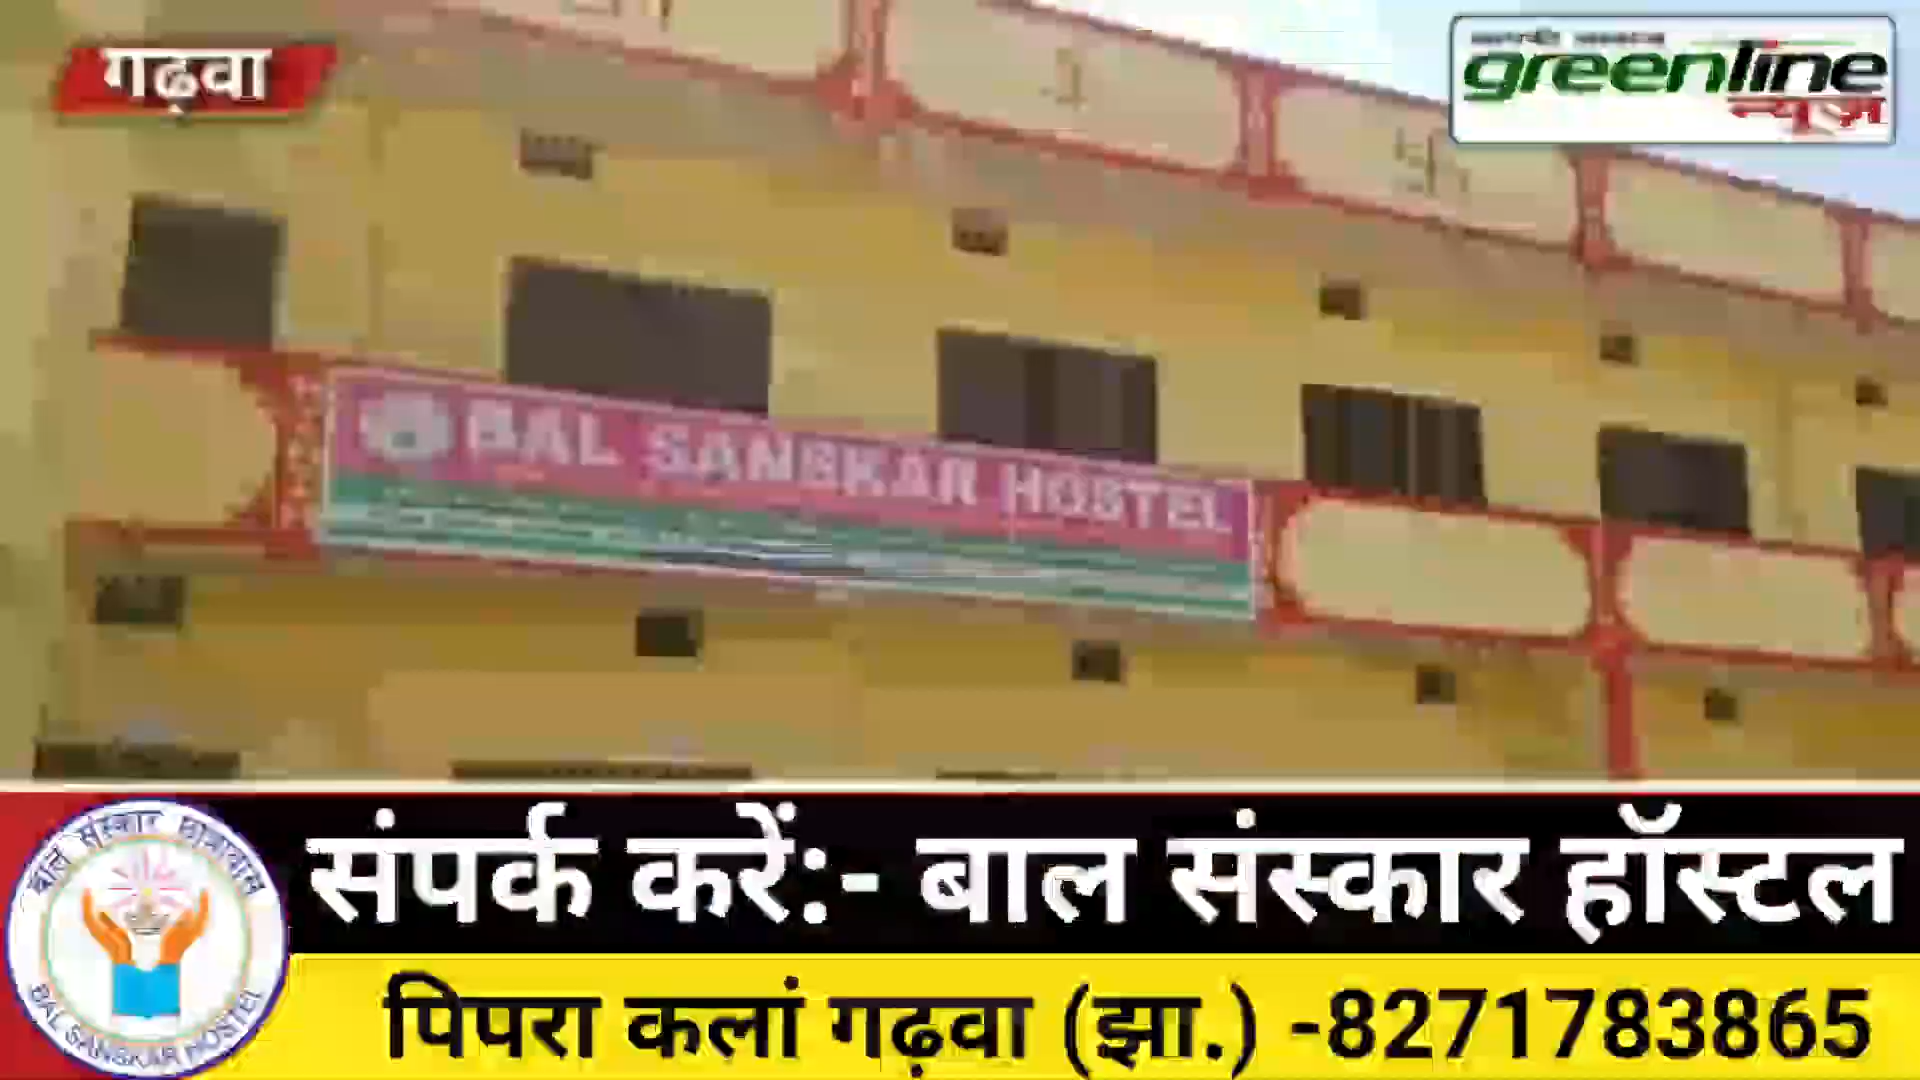 गढ़वा
greenline
न्यूज़
BAL SANSKAR HOSTEL
बाल संस्कार छात्रावास
BAL SANSKAR HOSTEL
संपर्क करें:- बाल संस्कार हॉस्टल
पिपरा कलां गढ़वा (झा.) -8271783865